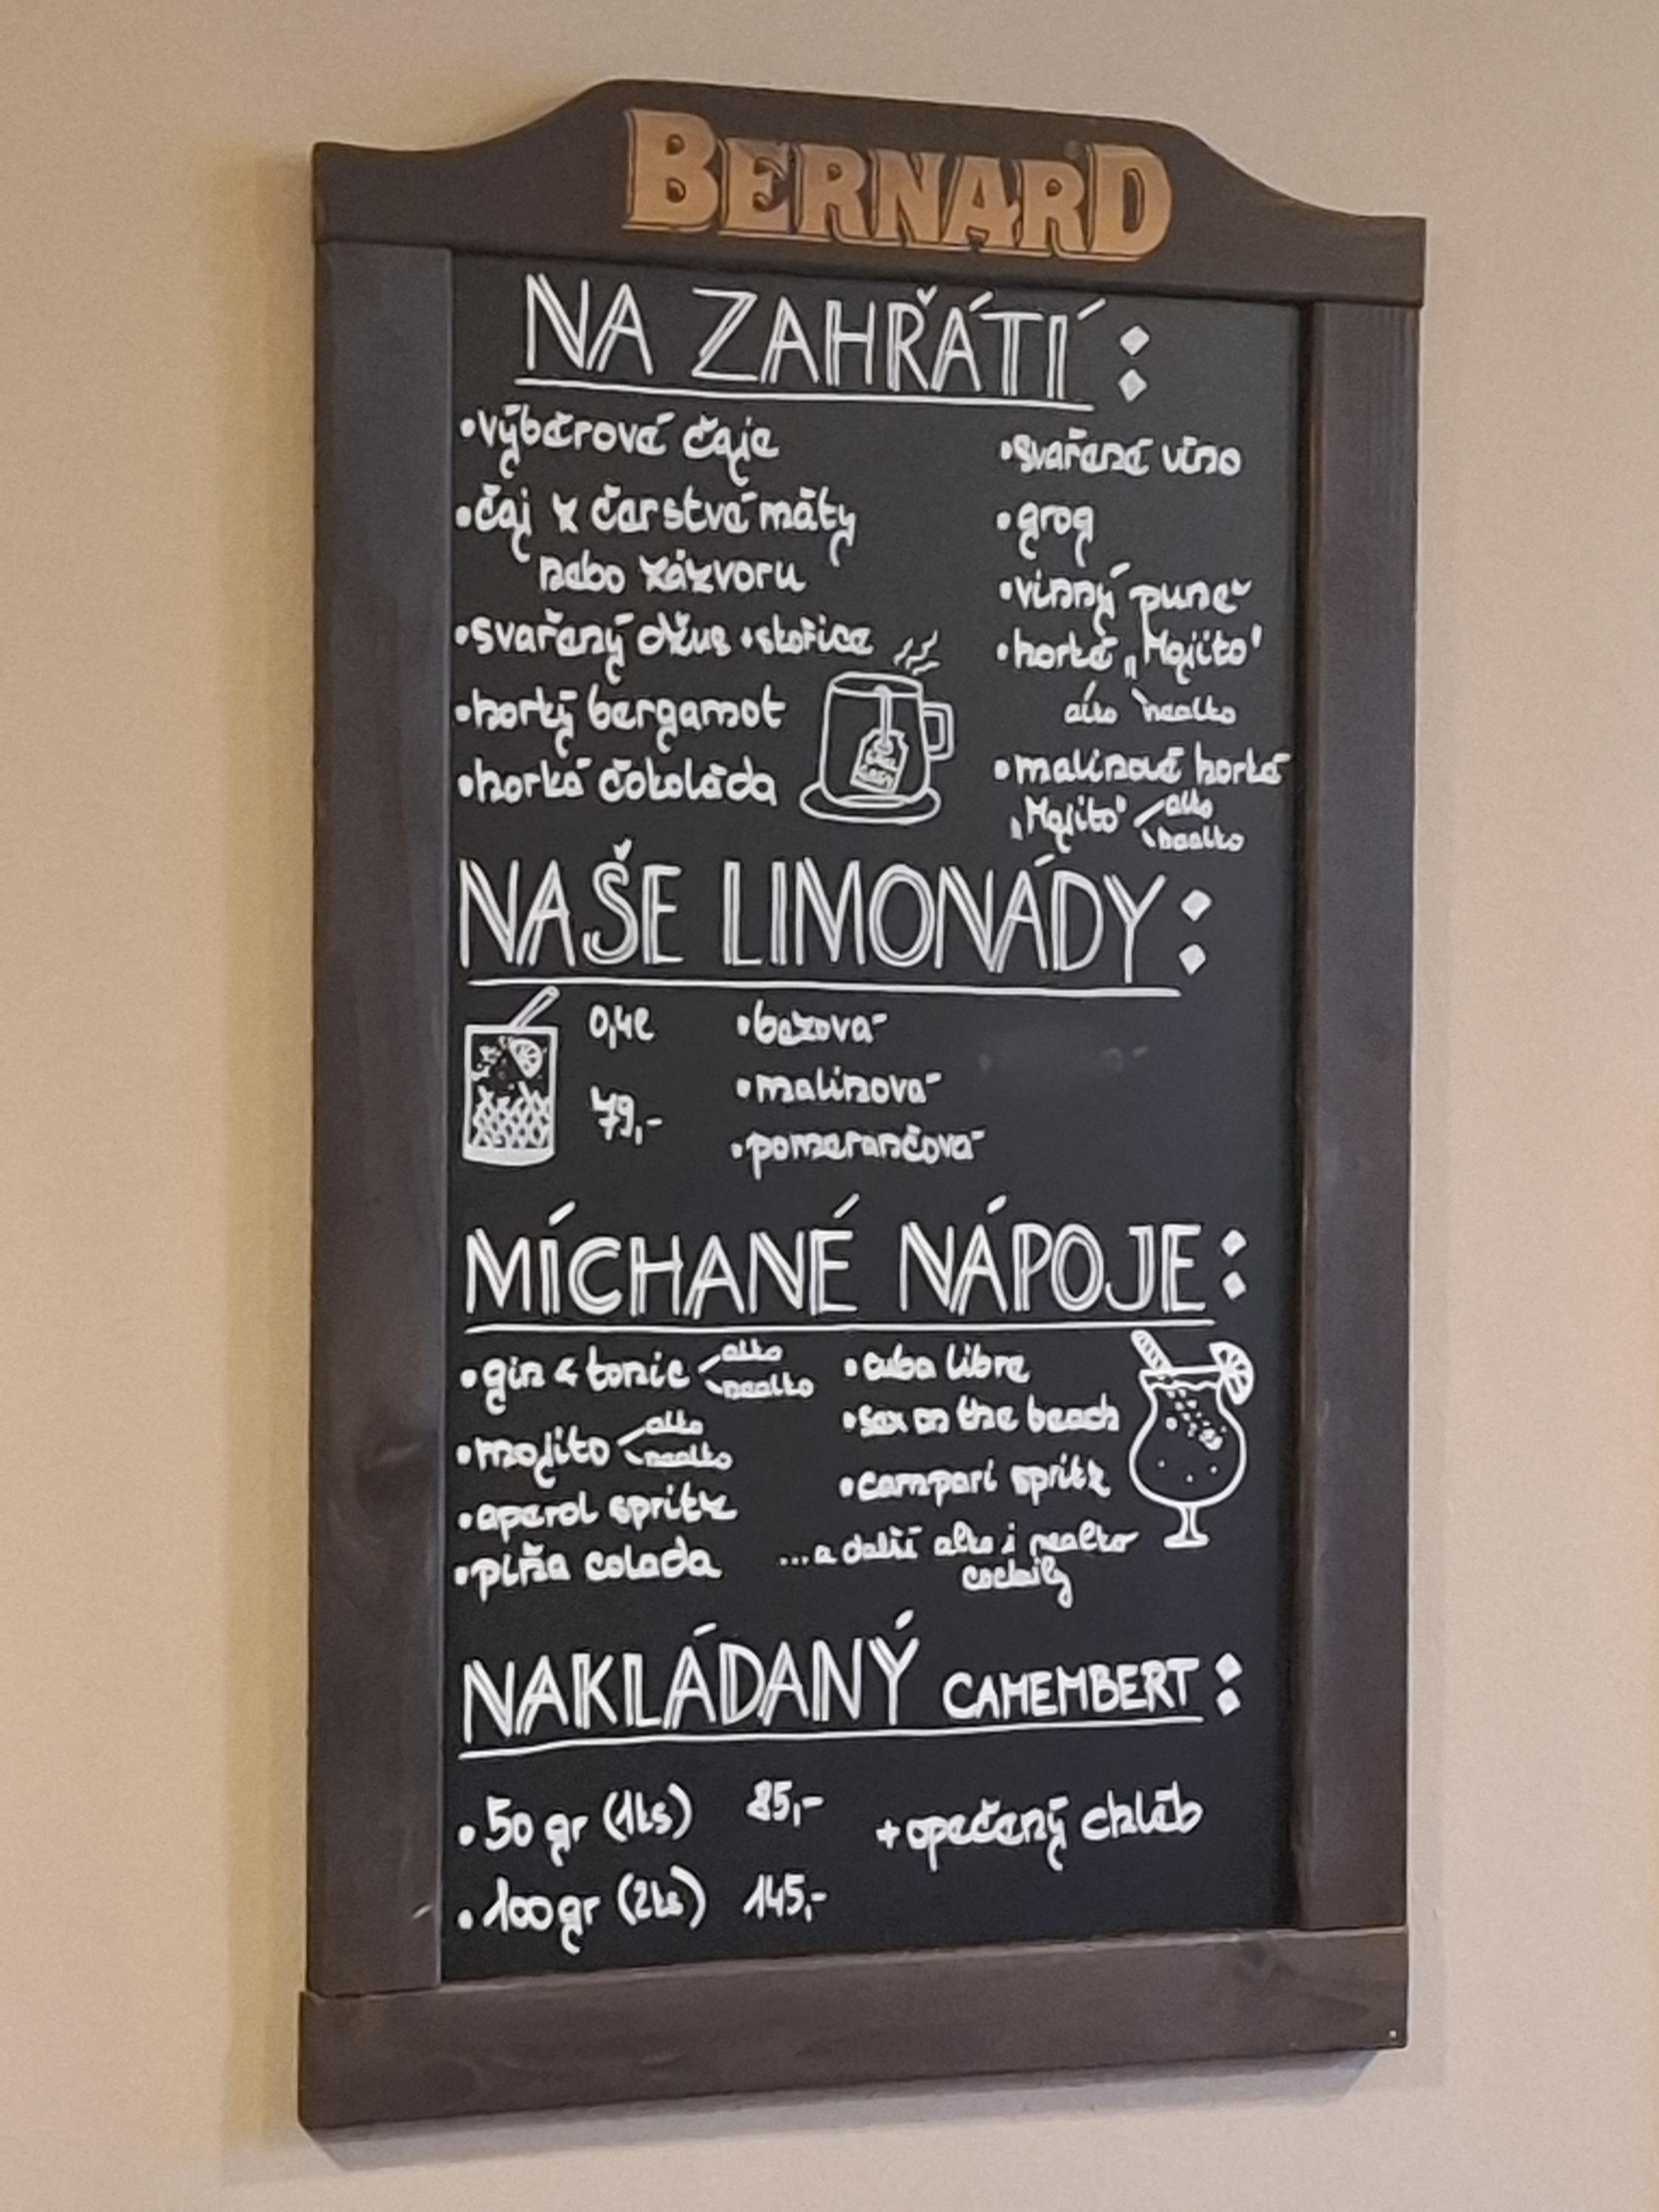 BERNARD
NA ZAHŘÁTÍ:
•výběrové čaje
•čaj z čerstvé máty
nebo zázvoru
•svařený džus +skořice
•horký bergamot
•horká čokoláda
•svařené víno
•grog
•vinný punč
•horké „Mojito"
alko nealko
•malinové horké
„Mojito" alko
nealko
NAŠE LIMONÁDY:
0,4l
79,-
•bezová
•malinová
•pomerančová
MÍCHANÉ NÁPOJE:
•gin & tonic alko
nealko
•mojito alko
nealko
•aperol spritz
•piña colada
•cuba libre
•sex on the beach
•campari spritz
...a další alko i nealko
coctaily
NAKLÁDANÝ CAMEMBERT:
•50 gr (1ks) 85,-
•100gr (2ks) 145,-
+opečený chléb